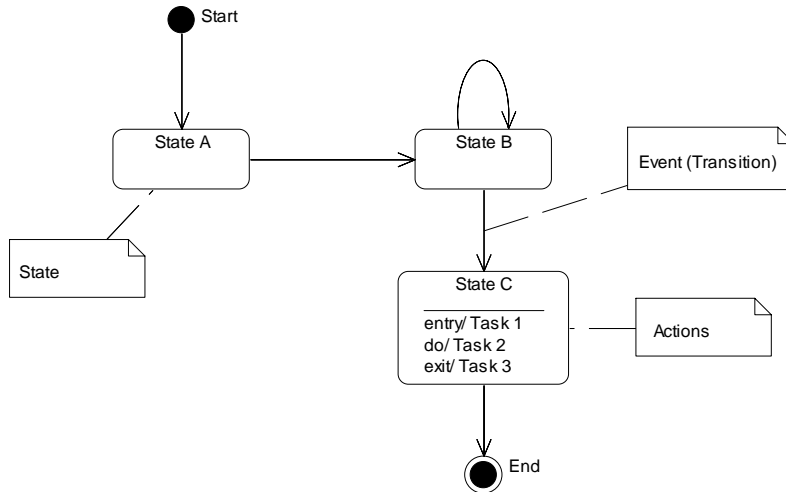 Start
State A
State B
Event (Transition)
State
State C
entry/ Task 1
do/ Task 2
exit/ Task 3
Actions
End